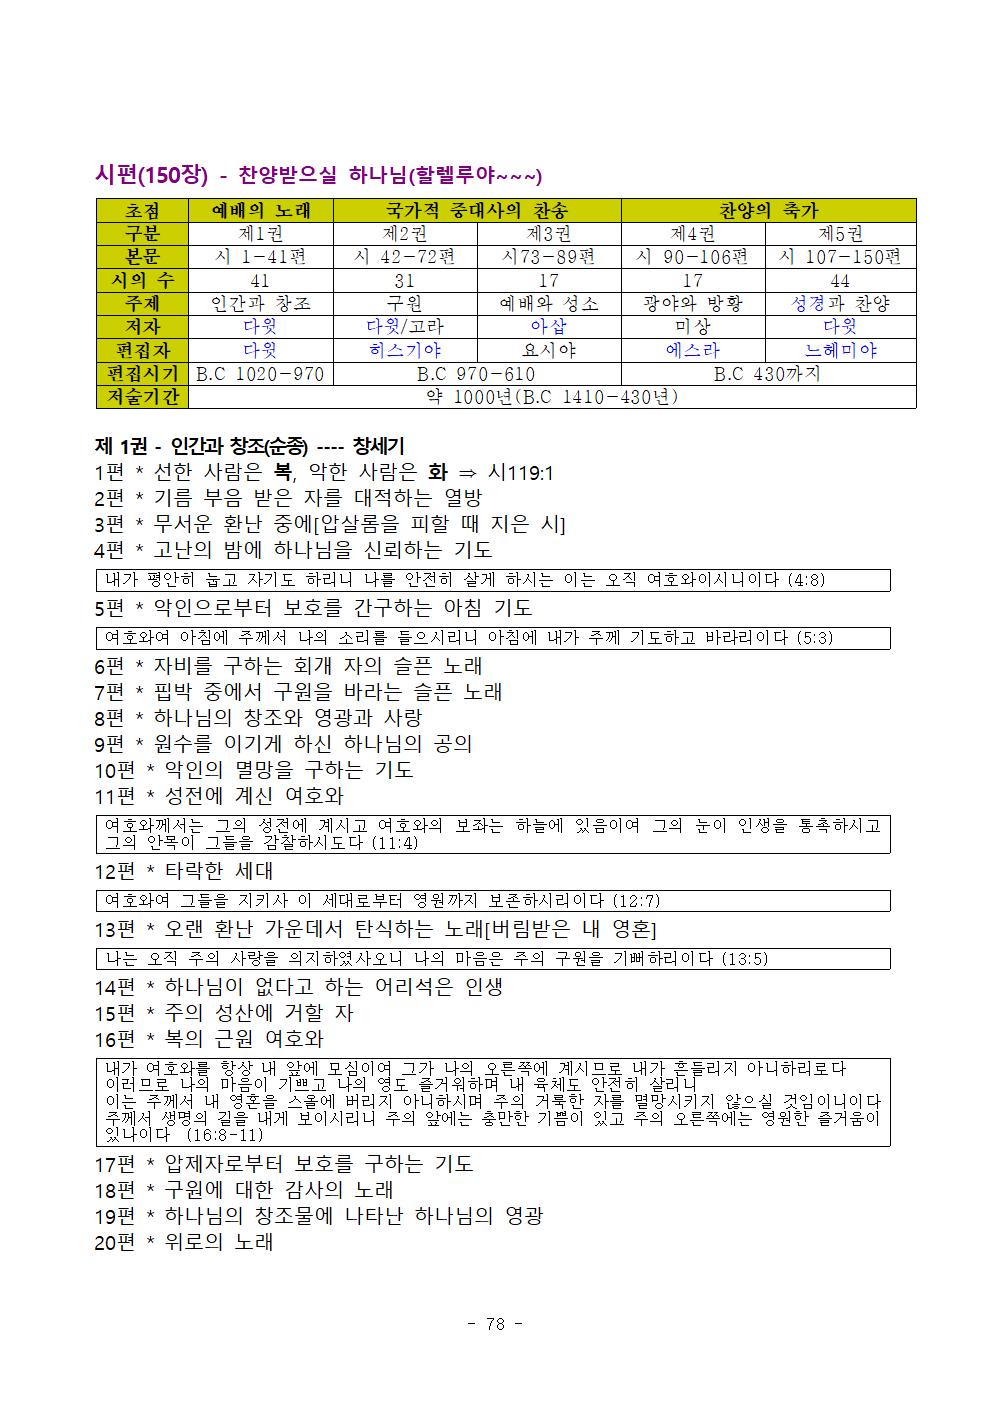 시편(150장) - 찬양받으실 하나님(할렐루야~~~)
초점 예배의 노래 국가적 중대사의 찬송 찬양의 축가
구분 제1권 제2권 제3권 제4권 제5권
본문 시 1-41편 시 42-72편 시73-89편 시 90-106편 시 107-150편
시의 수 41 31 17 17 44
주제 인간과 창조 구원 예배와 성소 광야와 방황 성경과 찬양
저자 다윗 다윗/고라 아삽 미상 다윗
편집자 다윗 히스기야 요시야 에스라 느헤미야
편집시기 B.C 1020-970 B.C 970-610 B.C 430까지
저술기간 약 1000년(B.C 1410-430년)
제 1권 - 인간과 창조(순종) ---- 창세기
1편 * 선한 사람은 복, 악한 사람은 화 ⇒ 시119:1
2편 * 기름 부음 받은 자를 대적하는 열방
3편 * 무서운 환난 중에[압살롬을 피할 때 지은 시]
4편 * 고난의 밤에 하나님을 신뢰하는 기도
내가 평안히 눕고 자기도 하리니 나를 안전히 살게 하시는 이는 오직 여호와이시니이다 (4:8)
5편 * 악인으로부터 보호를 간구하는 아침 기도
여호와여 아침에 주께서 나의 소리를 들으시리니 아침에 내가 주께 기도하고 바라리이다 (5:3)
6편 * 자비를 구하는 회개 자의 슬픈 노래
7편 * 핍박 중에서 구원을 바라는 슬픈 노래
8편 * 하나님의 창조와 영광과 사랑
9편 * 원수를 이기게 하신 하나님의 공의
10편 * 악인의 멸망을 구하는 기도
11편 * 성전에 계신 여호와
여호와께서는 그의 성전에 계시고 여호와의 보좌는 하늘에 있음이여 그의 눈이 인생을 통촉하시고
그의 안목이 그들을 감찰하시도다 (11:4)
12편 * 타락한 세대
여호와여 그들을 지키사 이 세대로부터 영원까지 보존하시리이다 (12:7)
13편 * 오랜 환난 가운데서 탄식하는 노래[버림받은 내 영혼]
나는 오직 주의 사랑을 의지하였사오니 나의 마음은 주의 구원을 기뻐하리이다 (13:5)
14편 * 하나님이 없다고 하는 어리석은 인생
15편 * 주의 성산에 거할 자
16편 * 복의 근원 여호와
내가 여호와를 항상 내 앞에 모심이여 그가 나의 오른쪽에 계시므로 내가 흔들리지 아니하리로다
이러므로 나의 마음이 기쁘고 나의 영도 즐거워하며 내 육체도 안전히 살리니
이는 주께서 내 영혼을 스올에 버리지 아니하시며 주의 거룩한 자를 멸망시키지 않으실 것임이니이다
주께서 생명의 길을 내게 보이시리니 주의 앞에는 충만한 기쁨이 있고 주의 오른쪽에는 영원한 즐거움이
있나이다 (16:8-11)
17편 * 압제자로부터 보호를 구하는 기도
18편 * 구원에 대한 감사의 노래
19편 * 하나님의 창조물에 나타난 하나님의 영광
20편 * 위로의 노래
- 78 -